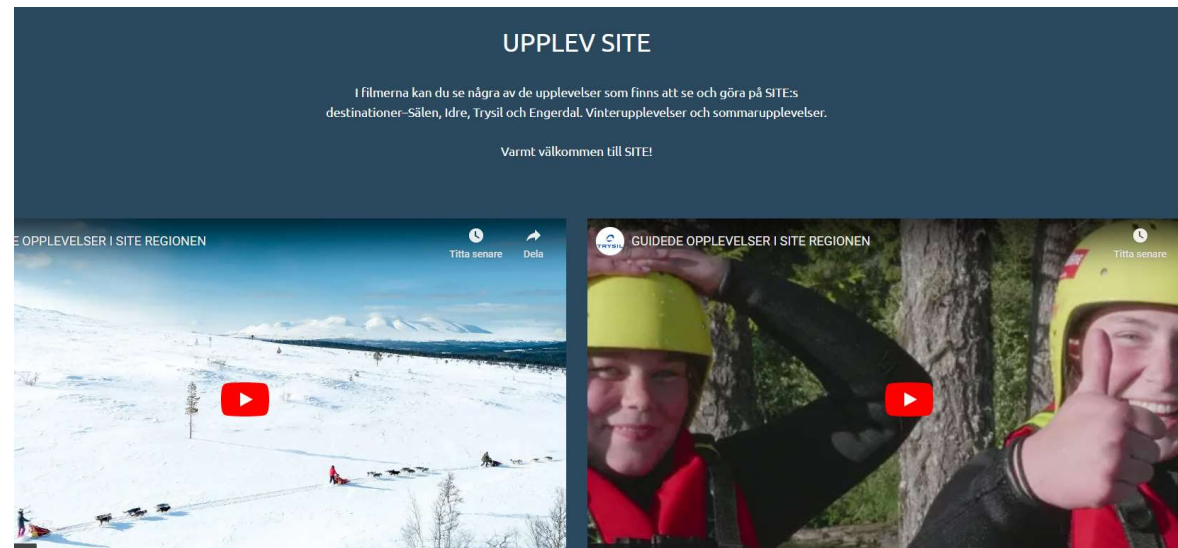 UPPLEV SITE
I filmerna kan du se några av de upplevelser som finns att se och göra på SITE:s
destinationer–Sälen, Idre, Trysil och Engerdal. Vinterupplevelser och sommarupplevelser.
Varmt välkommen till SITE!
E OPPLEVELSER I SITE REGIONEN
Titta senare
Dela
TRYSIL
GUIDEDE OPPLEVELSER I SITE REGIONEN
Titta senare